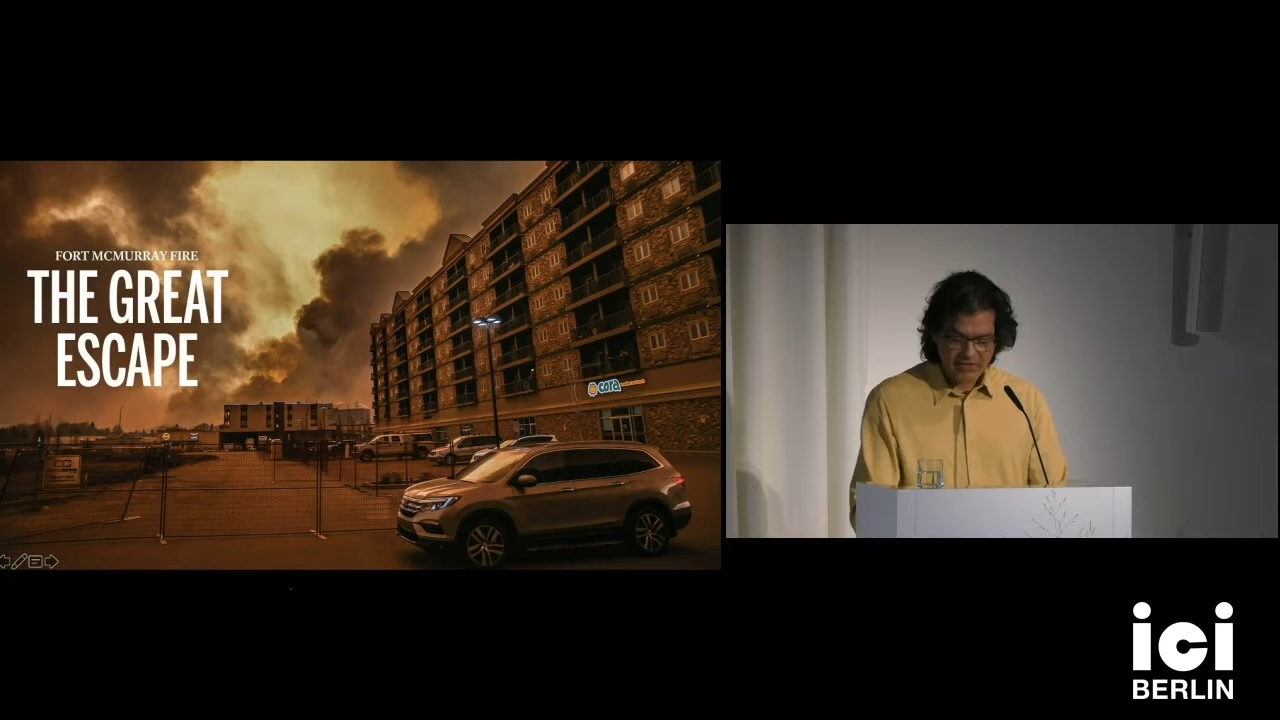 FORT MCMURRAY FIRE
THE GREAT
ESCAPE
cora
ici
BERLIN